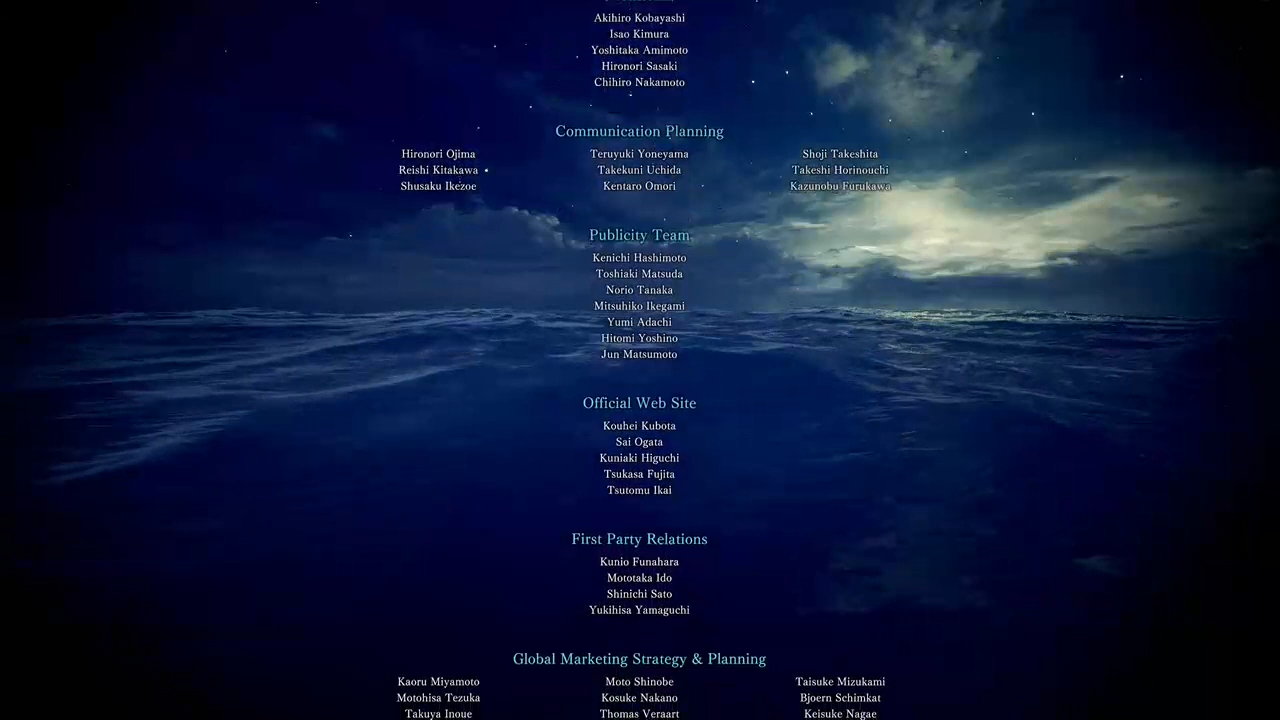 Akihiro Kobayashi
Isao Kimura
Yoshitaka Amimoto
Hironori Sasaki
Chihiro Nakamoto
Communication Planning
Hironori Ojima Teruyuki Yoneyama Shoji Takeshita
Reishi Kitakawa Takekuni Uchida Takeshi Horinouchi
Shusaku Ikezoe Kentaro Omori Kazunobu Furukawa
Publicity Team
Kenichi Hashimoto
Toshiaki Matsuda
Norio Tanaka
Mitsuhiko Ikegami
Yumi Adachi
Hitomi Yoshino
Jun Matsumoto
Official Web Site
Kouhei Kubota
Sai Ogata
Kuniaki Higuchi
Tsukasa Fujita
Tsutomu Ikai
First Party Relations
Kunio Funahara
Mototaka Ido
Shinichi Sato
Yukihisa Yamaguchi
Global Marketing Strategy & Planning
Kaoru Miyamoto Moto Shinobe Taisuke Mizukami
Motohisa Tezuka Kosuke Nakano Bjoern Schimkat
Takuya Inoue Thomas Veraart Keisuke Nagae